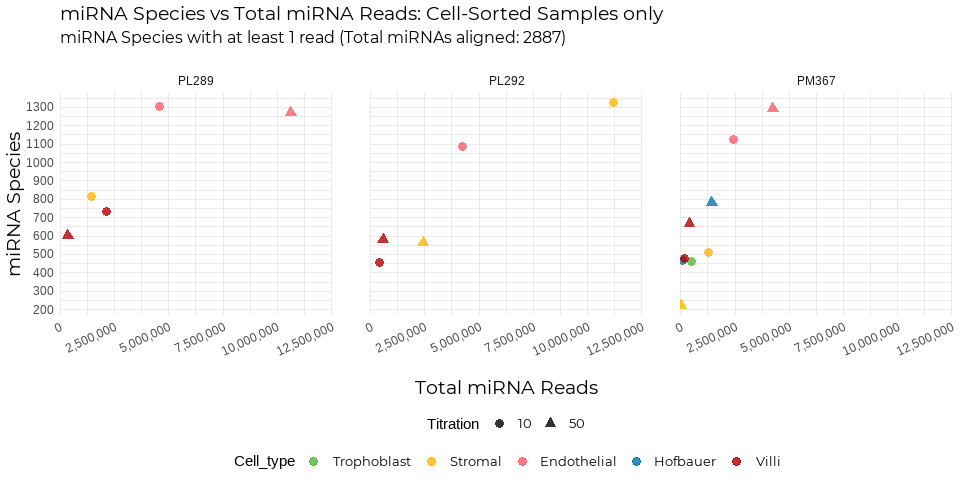 miRNA Species vs Total miRNA Reads: Cell-Sorted Samples only
miRNA Species with at least 1 read (Total miRNAs aligned: 2887)
PL289 PL292 PM367
miRNA Species
1300
1200
1100
1000
900
800
700
600
500
400
300
200
0 2,500,000 5,000,000 7,500,000 10,000,000 12,500,000 0 2,500,000 5,000,000 7,500,000 10,000,000 12,500,000 0 2,500,000 5,000,000 7,500,000 10,000,000 12,500,000
Total miRNA Reads
Titration 10 50
Cell_type Trophoblast Stromal Endothelial Hofbauer Villi